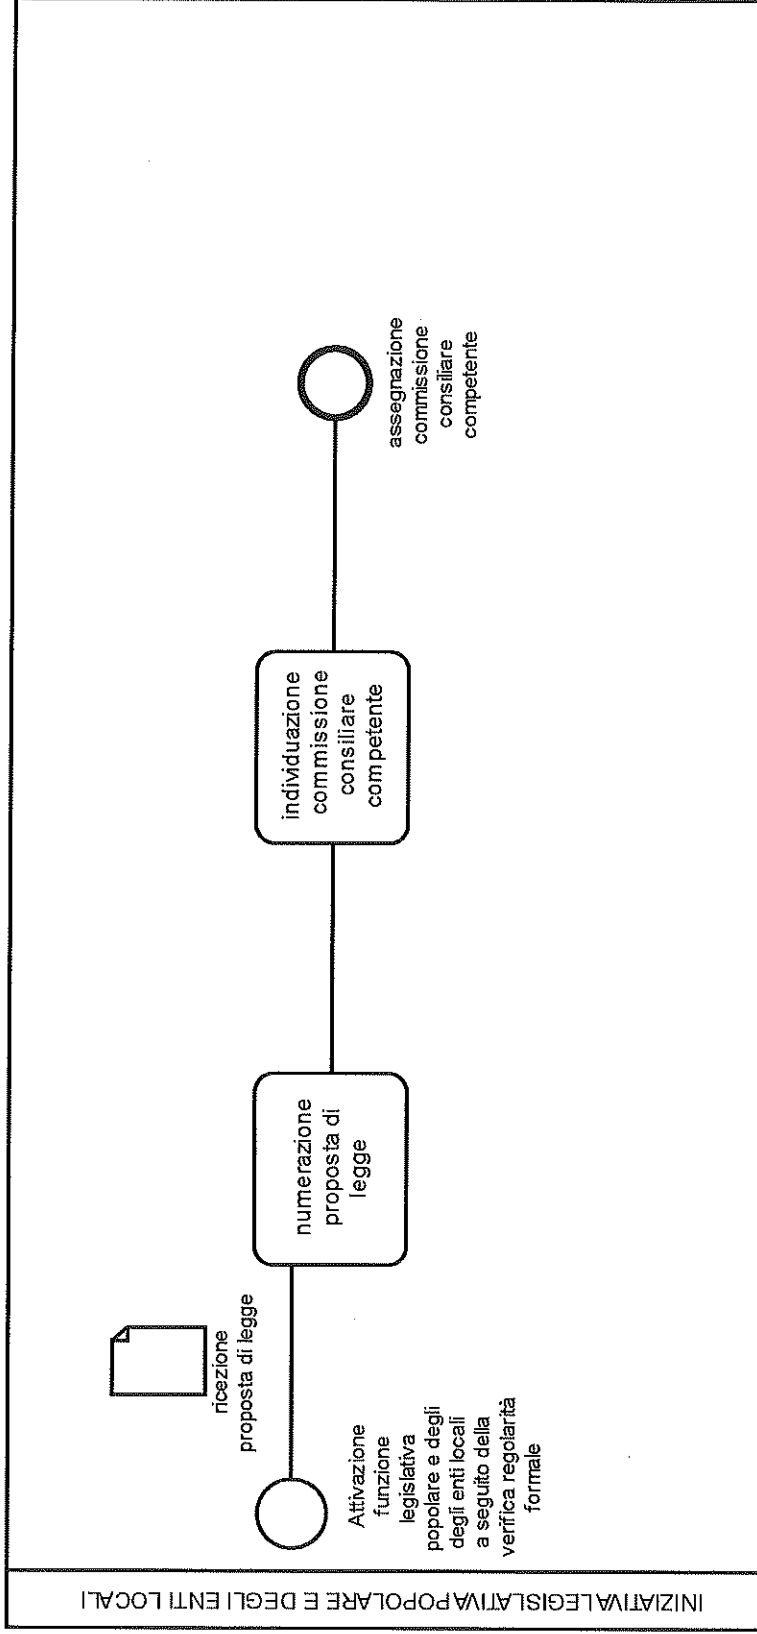 INIZIATIVA LEGISLATIVA POPOLARE E DEGLI ENTI LOCALI
ricezione
proposta di legge
Attivazione
funzione
legislativa
popolare e degli
degli enti locali
a seguito della
verifica regolarità
formale
numerazione
proposta di
legge
individuazione
commissione
consiliare
competente
assegnazione
commissione
consiliare
competente